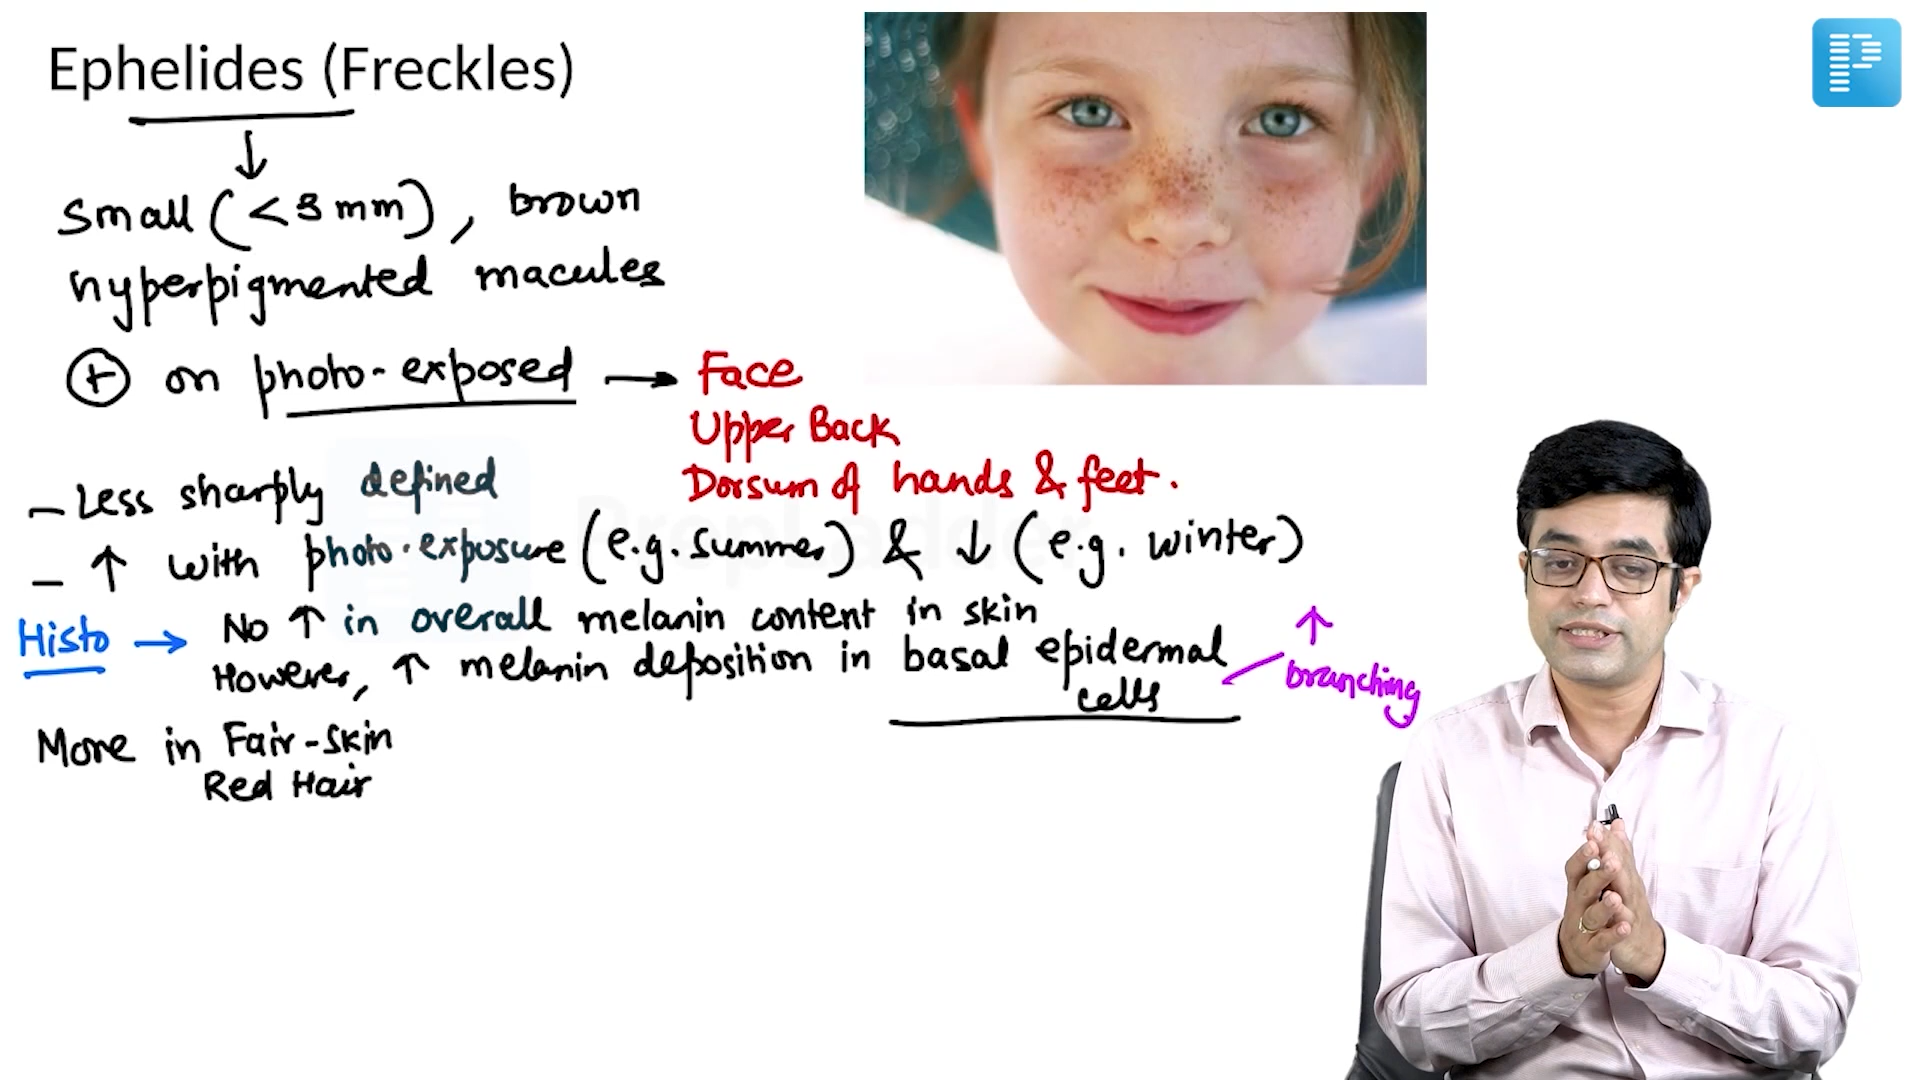 Ephelides (Freckles)
↓
Small (<3mm), brown
hyperpigmented macules
⊕ on photo-exposed → Face
Upper Back
Dorsum of hands & feet.
- Less sharply defined
- ↑ with photo-exposure (e.g. summer) & ↓ (e.g. winter)
Histo → No ↑ in overall melanin content in skin
However, ↑ melanin deposition in basal epidermal
cells
↑
branching
More in Fair-skin
Red Hair
PrepLadder
P